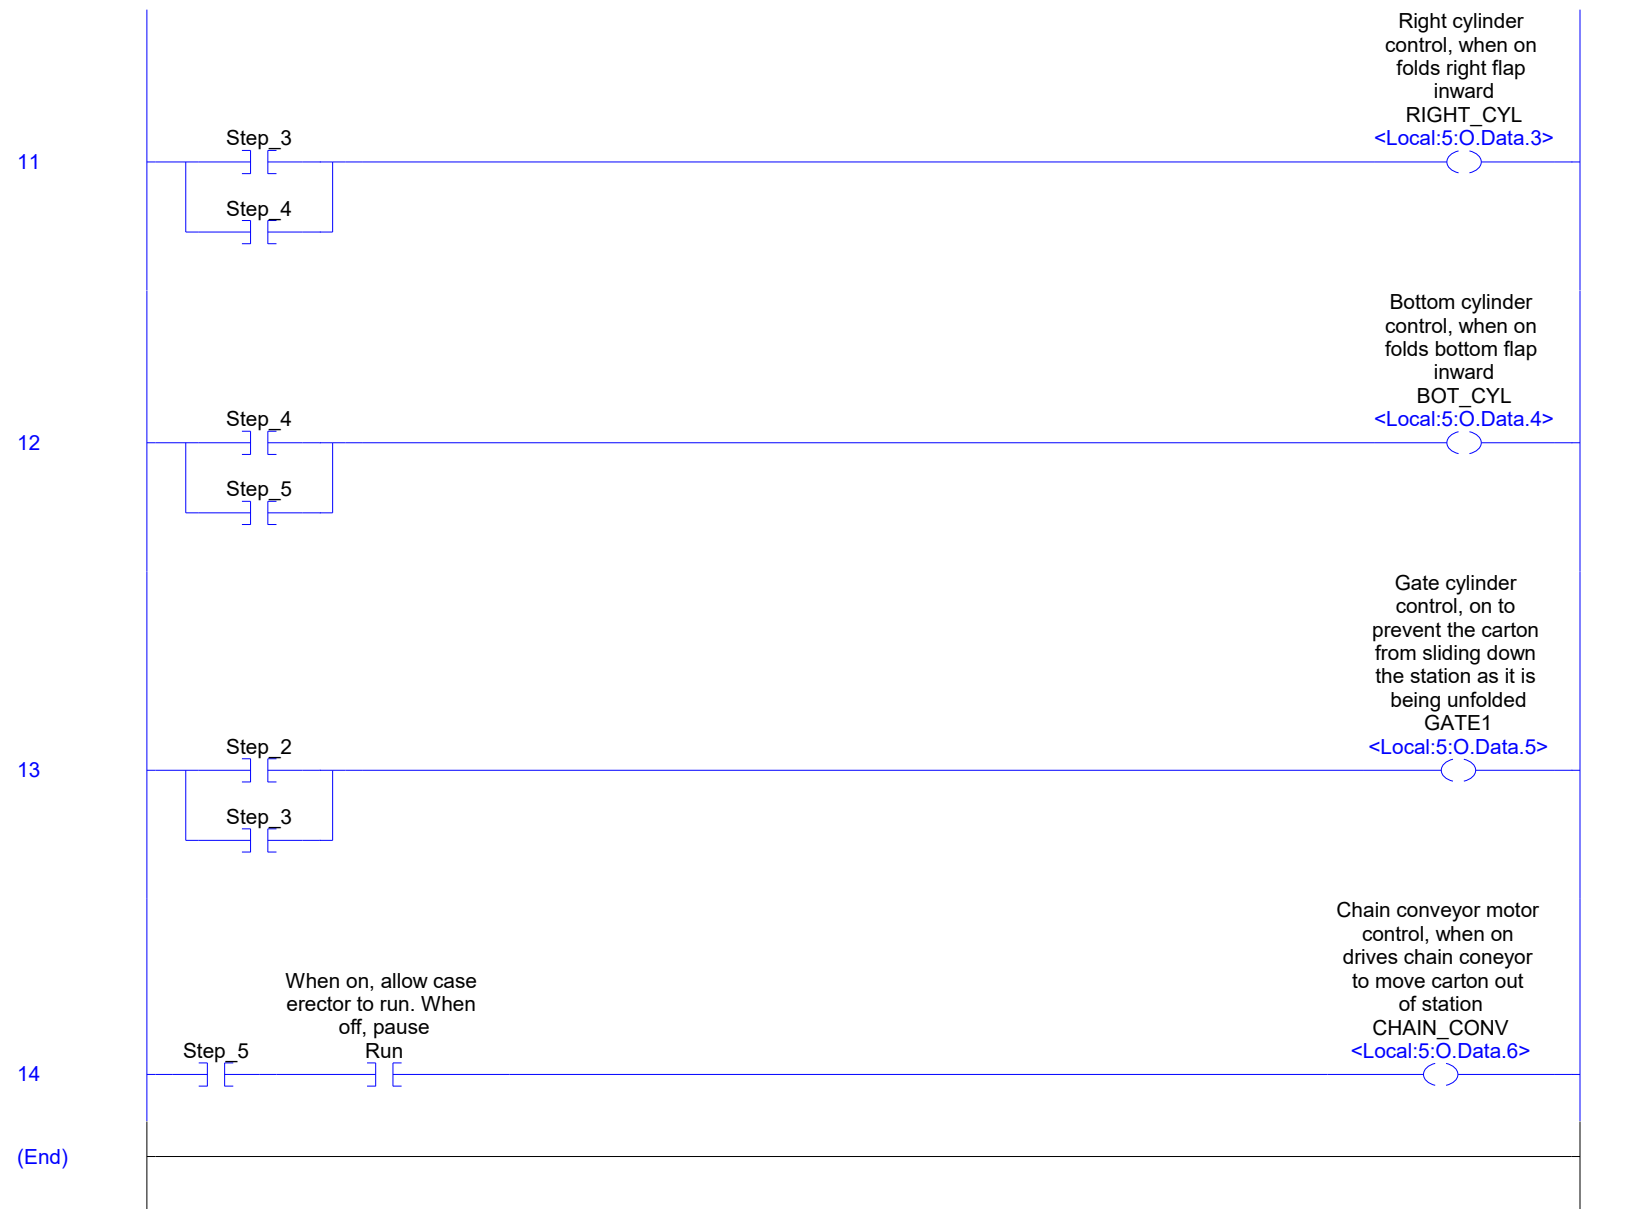 Right cylinder
control, when on
folds right flap
inward
RIGHT_CYL
<Local:5:O.Data.3>
Step_3
11
Step_4
Bottom cylinder
control, when on
folds bottom flap
inward
BOT_CYL
<Local:5:O.Data.4>
Step_4
12
Step_5
Gate cylinder
control, on to
prevent the carton
from sliding down
the station as it is
being unfolded
GATE1
<Local:5:O.Data.5>
Step_2
13
Step_3
Chain conveyor motor
control, when on
drives chain coneyor
to move carton out
of station
CHAIN_CONV
<Local:5:O.Data.6>
When on, allow case
erector to run. When
off, pause
Run
Step_5
14
(End)